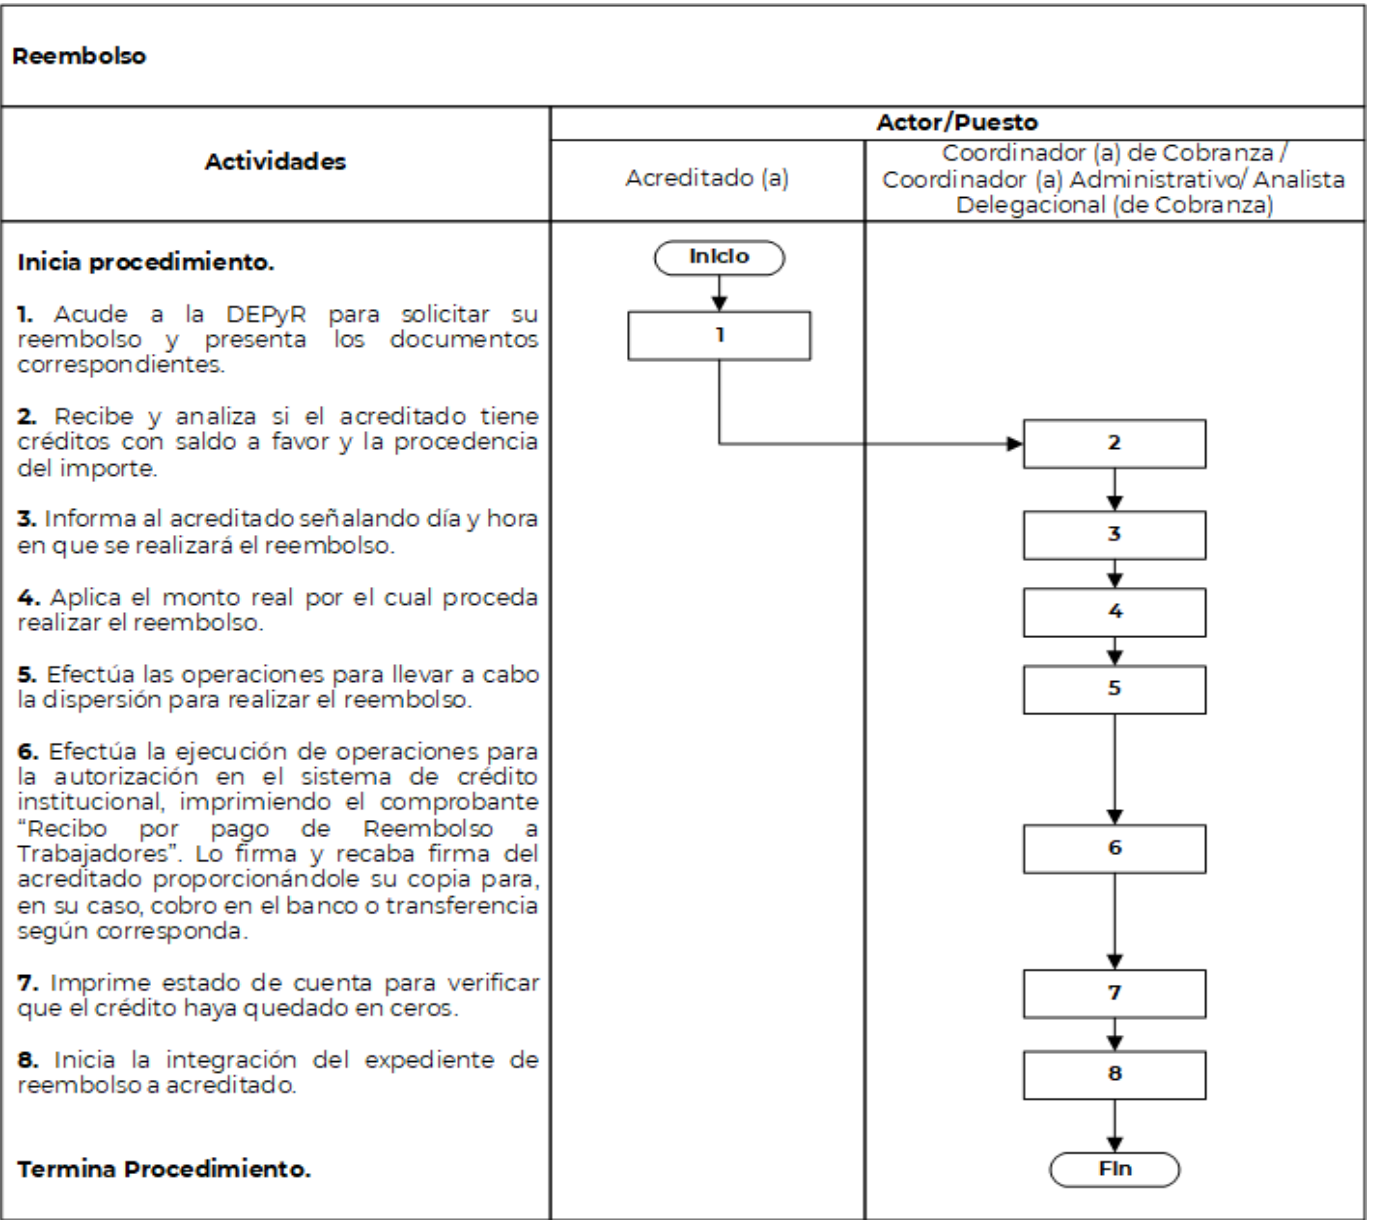 Reembolso
Actividades
Actor/Puesto
Acreditado (a)
Coordinador (a) de Cobranza /
Coordinador (a) Administrativo/ Analista
Delegacional (de Cobranza)
Inicia procedimiento.
1. Acude a la DEPyR para solicitar su
reembolso y presenta los documentos
correspondientes.
2. Recibe y analiza si el acreditado tiene
créditos con saldo a favor y la procedencia
del importe.
3. Informa al acreditado señalando día y hora
en que se realizará el reembolso.
4. Aplica el monto real por el cual proceda
realizar el reembolso.
5. Efectúa las operaciones para llevar a cabo
la dispersión para realizar el reembolso.
6. Efectúa la ejecución de operaciones para
la autorización en el sistema de crédito
institucional, imprimiendo el comprobante
“Recibo por pago de Reembolso a
Trabajadores”. Lo firma y recaba firma del
acreditado proporcionándole su copia para,
en su caso, cobro en el banco o transferencia
según corresponda.
7. Imprime estado de cuenta para verificar
que el crédito haya quedado en ceros.
8. Inicia la integración del expediente de
reembolso a acreditado.
Termina Procedimiento.
Inicio
1
2
3
4
5
6
7
8
Fin